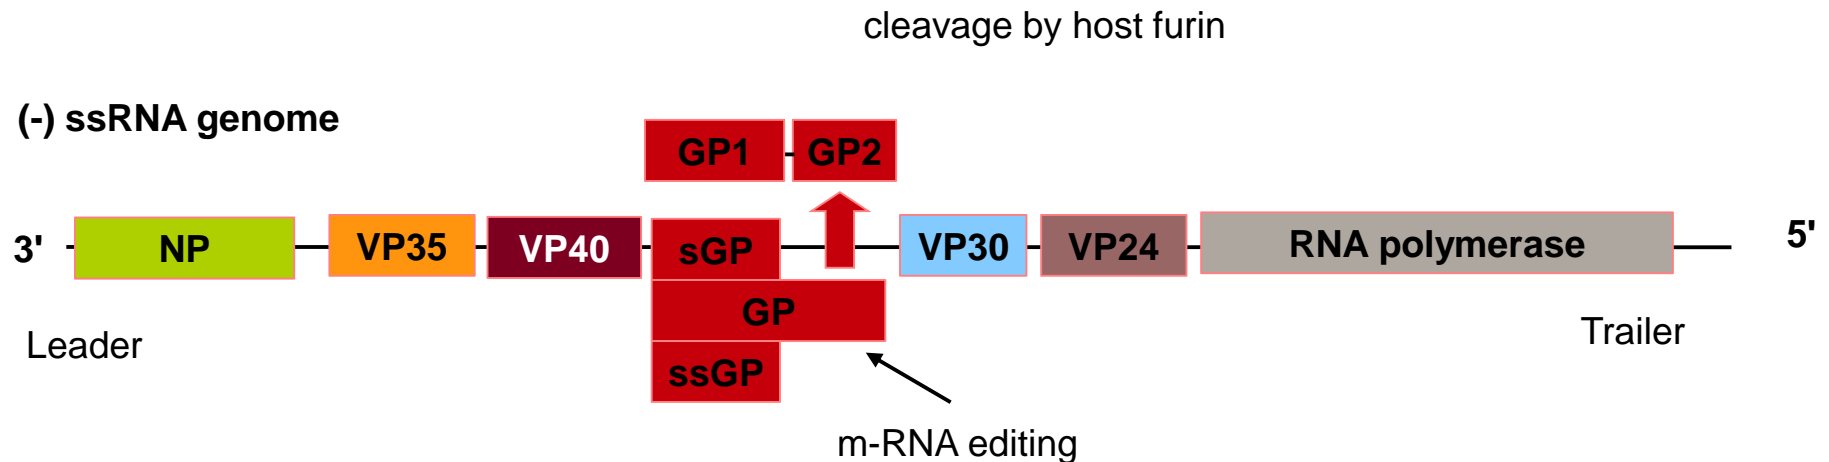 cleavage by host furin
(-) ssRNA genome
GP1 GP2
3' NP VP35 VP40 sGP VP30 VP24 RNA polymerase 5'
GP
Leader Trailer
ssGP
m-RNA editing